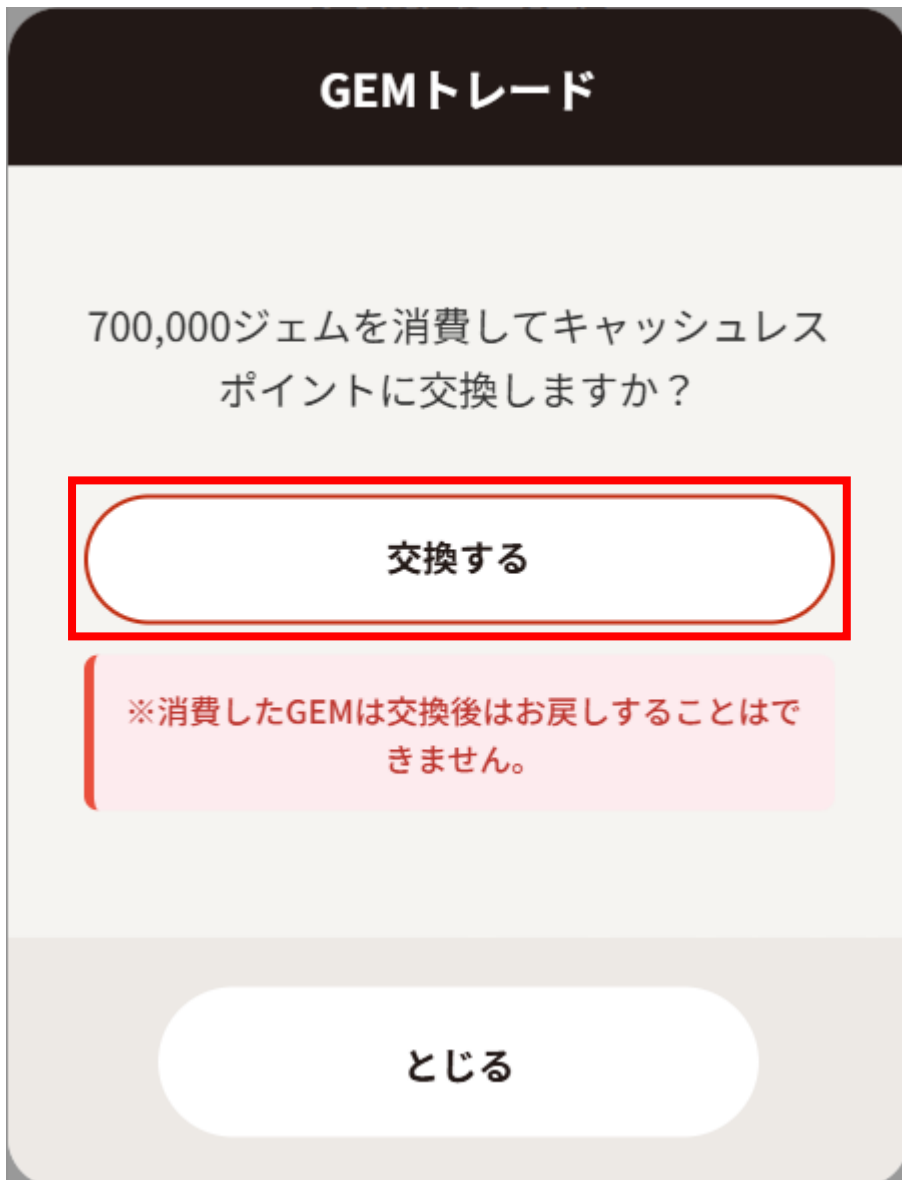 GEMトレード
700,000ジェムを消費してキャッシュレス
ポイントに交換しますか？
交換する
※消費したGEMは交換後はお戻しすることはで
きません。
とじる